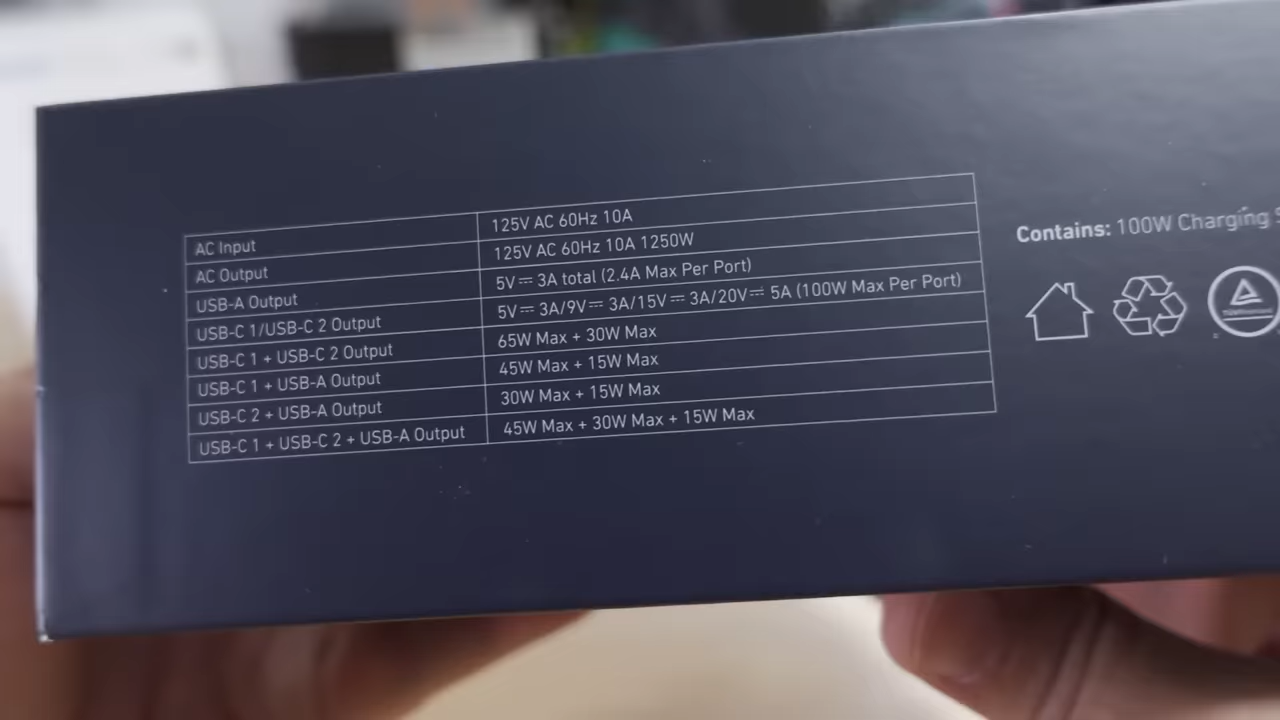 AC Input 125V AC 60Hz 10A
AC Output 125V AC 60Hz 10A 1250W
USB-A Output 5V⎓ 3A total (2.4A Max Per Port)
USB-C 1/USB-C 2 Output 5V⎓ 3A/9V⎓ 3A/15V⎓ 3A/20V⎓ 5A (100W Max Per Port)
USB-C 1 + USB-C 2 Output 65W Max + 30W Max
USB-C 1 + USB-A Output 45W Max + 15W Max
USB-C 2 + USB-A Output 30W Max + 15W Max
USB-C 1 + USB-C 2 + USB-A Output 45W Max + 30W Max + 15W Max
Contains: 100W Charging